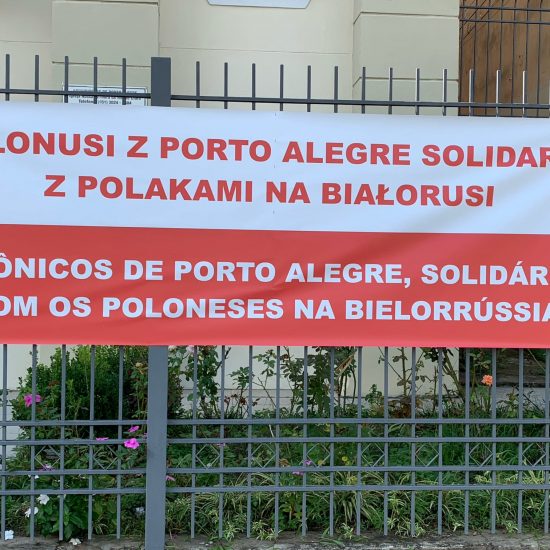 LONUSI Z PORTO ALEGRE SOLIDAR
Z POLAKAMI NA BIAŁORUSI
ÔNICOS DE PORTO ALEGRE, SOLIDÁR
OM OS POLONESES NA BIELORRÚSSIA